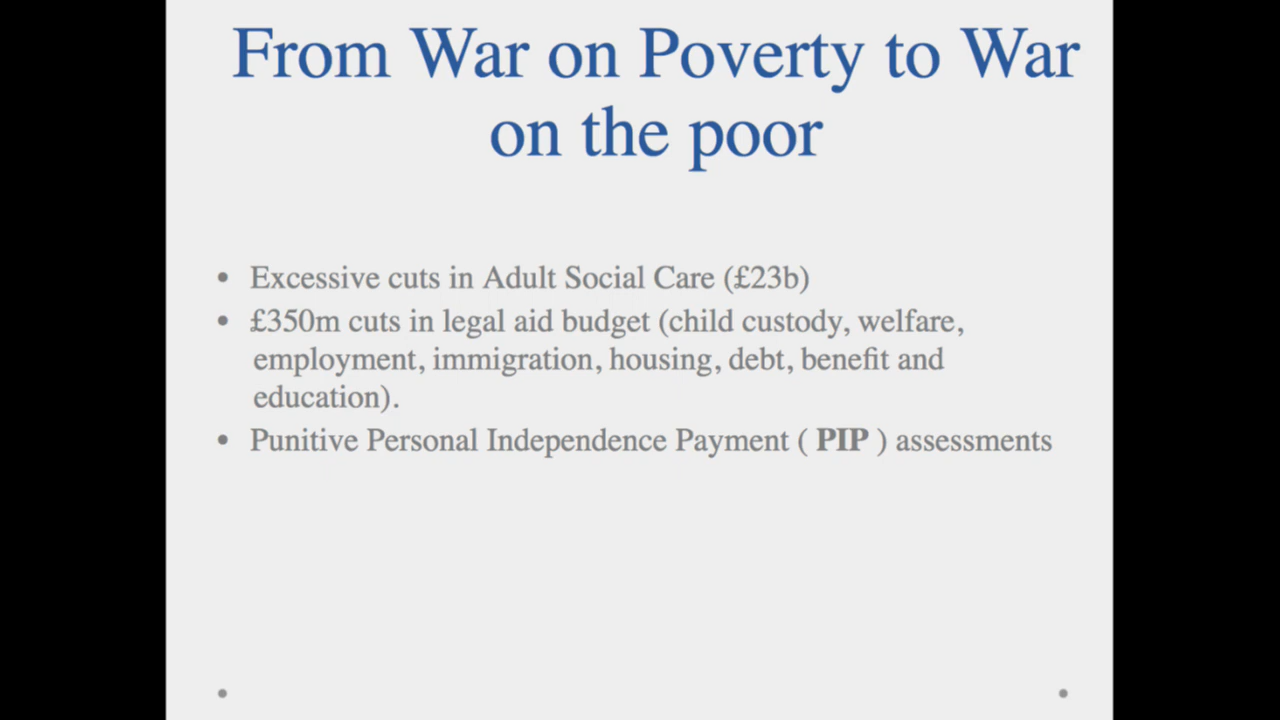 From War on Poverty to War
on the poor
• Excessive cuts in Adult Social Care (£23b)
• £350m cuts in legal aid budget (child custody, welfare,
employment, immigration, housing, debt, benefit and
education).
• Punitive Personal Independence Payment ( PIP ) assessments